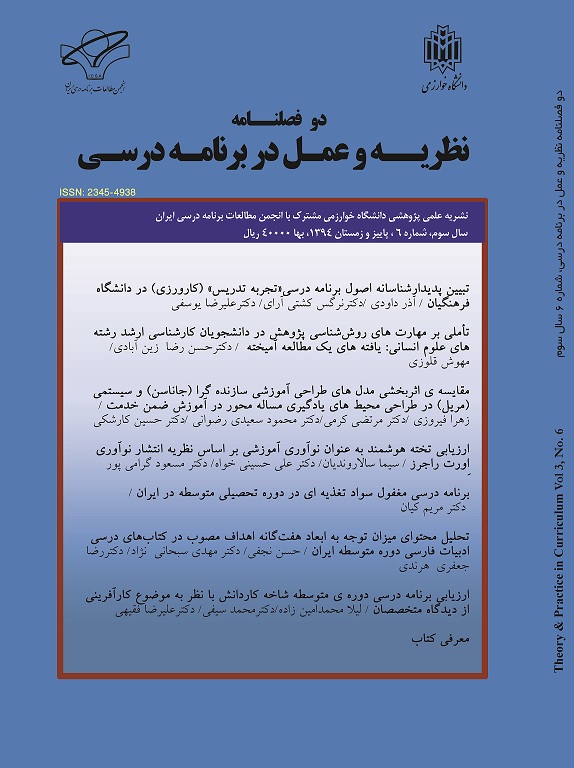 دانشگاه خوارزمی
انجمن مطالعات برنامه درسی ایران
دو فصلنامه
نظریه و عمل در برنامه درسی
ISSN: 2345-4938
نشریه علمی پژوهشی دانشگاه خوارزمی مشترک با انجمن مطالعات برنامه درسی ایران
سال سوم، شماره ۶ ، پاییز و زمستان ۱۳۹۴، بها ۴۰۰۰۰ ریال
تبیین پدیدارشناسانه اصول برنامه درسی«تجربه تدریس» (کارورزی) در دانشگاه
فرهنگیان / آذر داودی /دکترنرگس کشتی آرای/ دکترعلیرضا یوسفی
تأملی بر مهارت های روش‌شناسی پژوهش در دانشجویان کارشناسی ارشد رشته
های علوم انسانی: یافته های یک مطالعه آمیخته / دکترحسن رضا زین آبادی/
مهوش قلوزی
مقایسه ی اثربخشی مدل های طراحی آموزشی سازنده گرا (جاناسن) و سیستمی
(مریل) در طراحی محیط های یادگیری مساله محور در آموزش ضمن خدمت /
زهرا فیروزی /دکتر مرتضی کرمی/دکتر محمود سعیدی رضوانی /دکتر حسین کارشکی
ارزیابی تخته هوشمند به عنوان نوآوری آموزشی بر اساس نظریه انتشار نوآوری
اورت راجرز / سیما سالاروندیان/ دکتر علی حسینی خواه/ دکتر مسعود گرامی پور
برنامه درسی مغفول سواد تغذیه ای در دوره تحصیلی متوسطه در ایران /
دکتر مریم کیان
تحلیل محتوای میزان توجه به ابعاد هفت‌گانه اهداف مصوب در کتاب‌های درسی
ادبیات فارسی دوره متوسطه ایران / حسن نجفی/ دکتر مهدی سبحانی نژاد/ دکتررضا
جعفری هرندی
ارزیابی برنامه درسی دوره ی متوسطه شاخه کاردانش با نظر به موضوع کارآفرینی
از دیدگاه متخصصان / لیلا محمدامین زاده/دکترمحمد سیفی/دکترعلیرضا فقیهی
معرفی کتاب
دو فصلنامه نظریه و عمل در برنامه درسی، شماره ۶ سال سوم
Theory & Practice in Curriculum Vol 3, No. 6